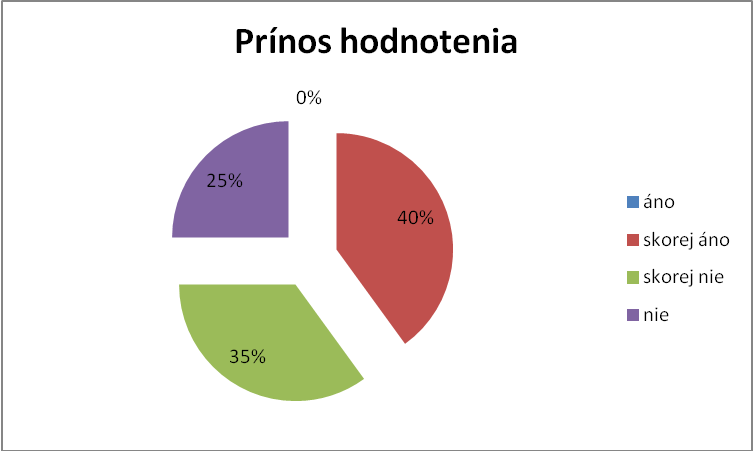 Prínos hodnotenia
0%
25%
40%
35%
áno
skorej áno
skorej nie
nie